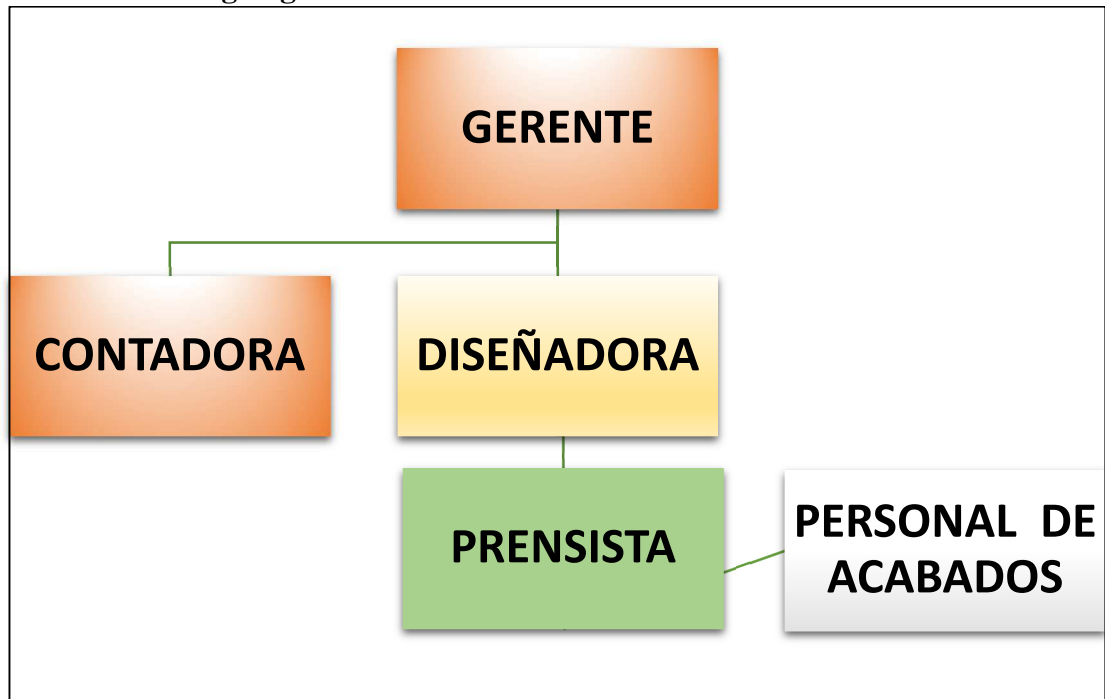 GERENTE
CONTADORA
DISEÑADORA
PRENSISTA
PERSONAL DE
ACABADOS